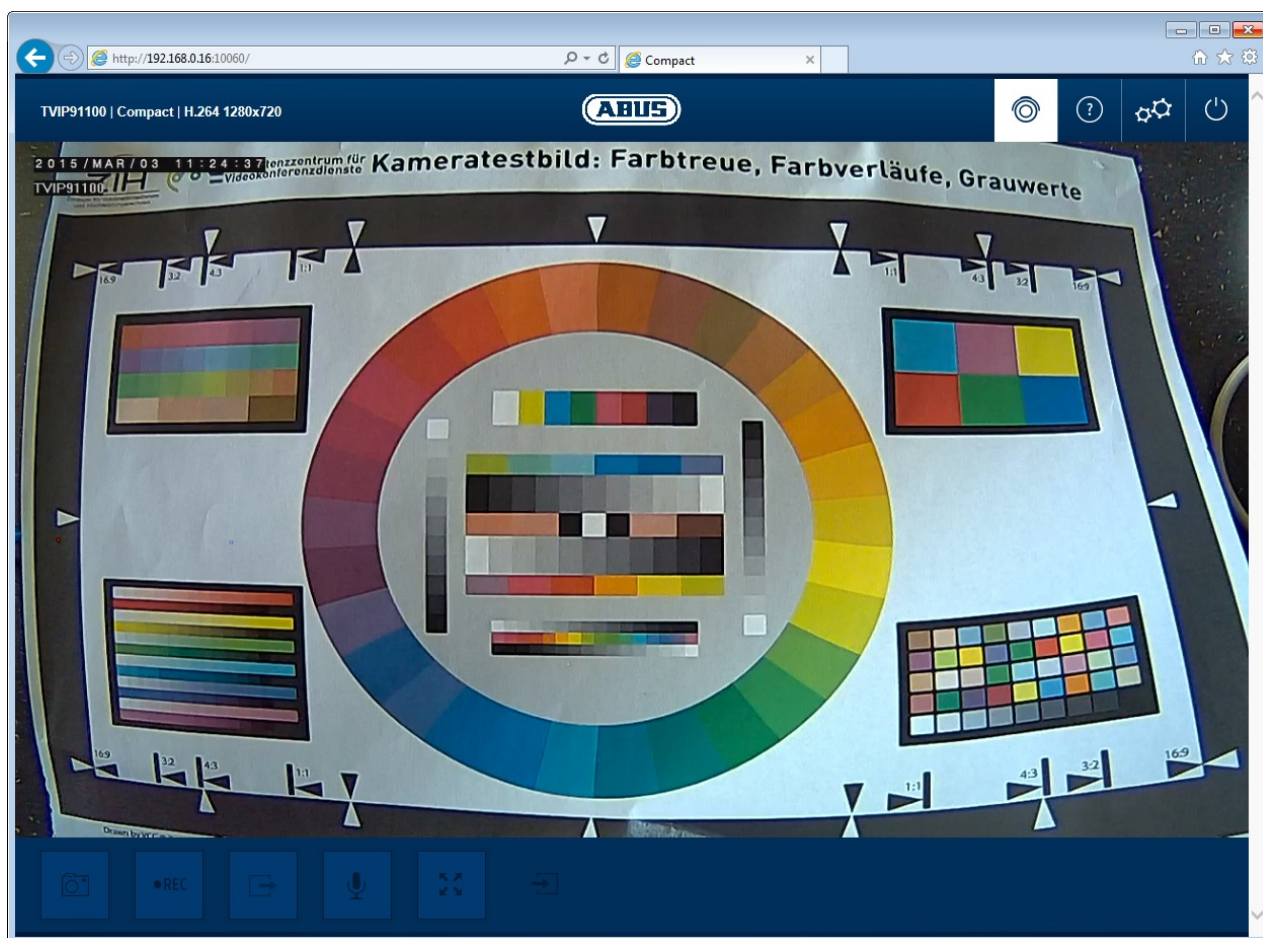 http://192.168.0.16:10060/
Compact
TVIP91100 | Compact | H.264 1280x720
ABUS
?
2015/MAR/03 11:24:37
TVIP91100
tenzzentrum für
Videokonferenzdienste
Kameratestbild: Farbtreue, Farbverläufe, Grauwerte
16:9 3:2 4:3 1:1 1:1 4:3 3:2 16:9
16:9 3:2 4:3 1:1 1:1 4:3 3:2 16:9
Drawn by VCC
REC